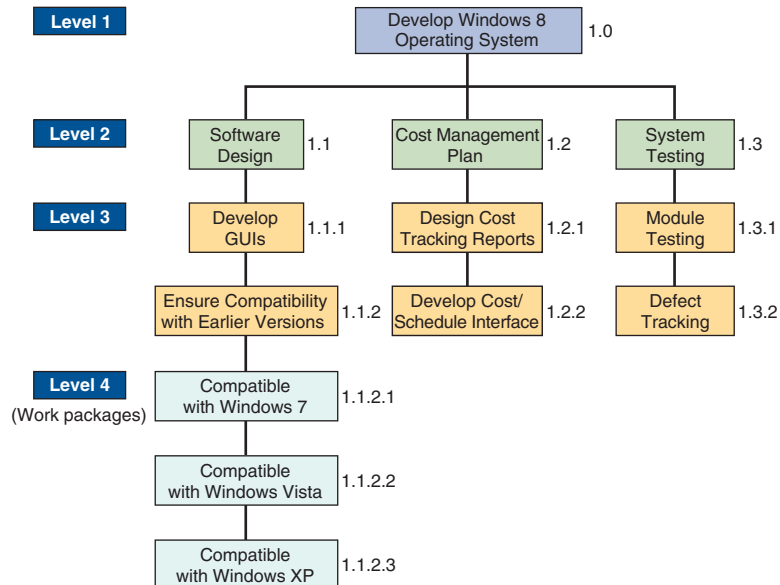 Level 1
Develop Windows 8
Operating System
1.0
Level 2
Software
Design
1.1
Cost Management
Plan
1.2
System
Testing
1.3
Level 3
Develop
GUIs
1.1.1
Design Cost
Tracking Reports
1.2.1
Module
Testing
1.3.1
Ensure Compatibility
with Earlier Versions
1.1.2
Develop Cost/
Schedule Interface
1.2.2
Defect
Tracking
1.3.2
Level 4
(Work packages)
Compatible
with Windows 7
1.1.2.1
Compatible
with Windows Vista
1.1.2.2
Compatible
with Windows XP
1.1.2.3